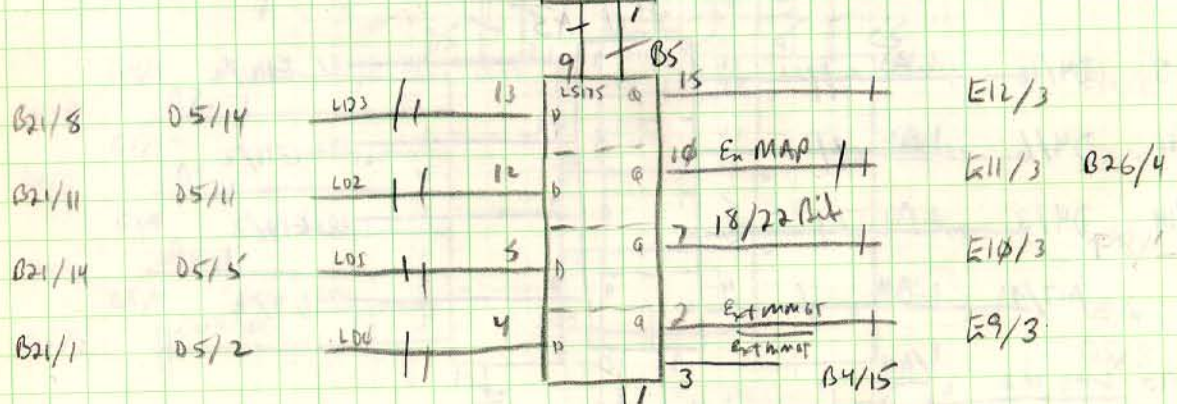 1
9 B5
B21/8 D5/14 LD3 13 LS175 Q 15 E12/3
D
B21/11 D5/11 LD2 12 D Q 10 En MAP E11/3 B26/4
B21/14 D5/5 LD1 5 D Q 7 18/22 Bit E10/3
B21/1 D5/2 LD0 4 D Q 2 Ext MMGT E9/3
Ext MMGT
3 B4/15